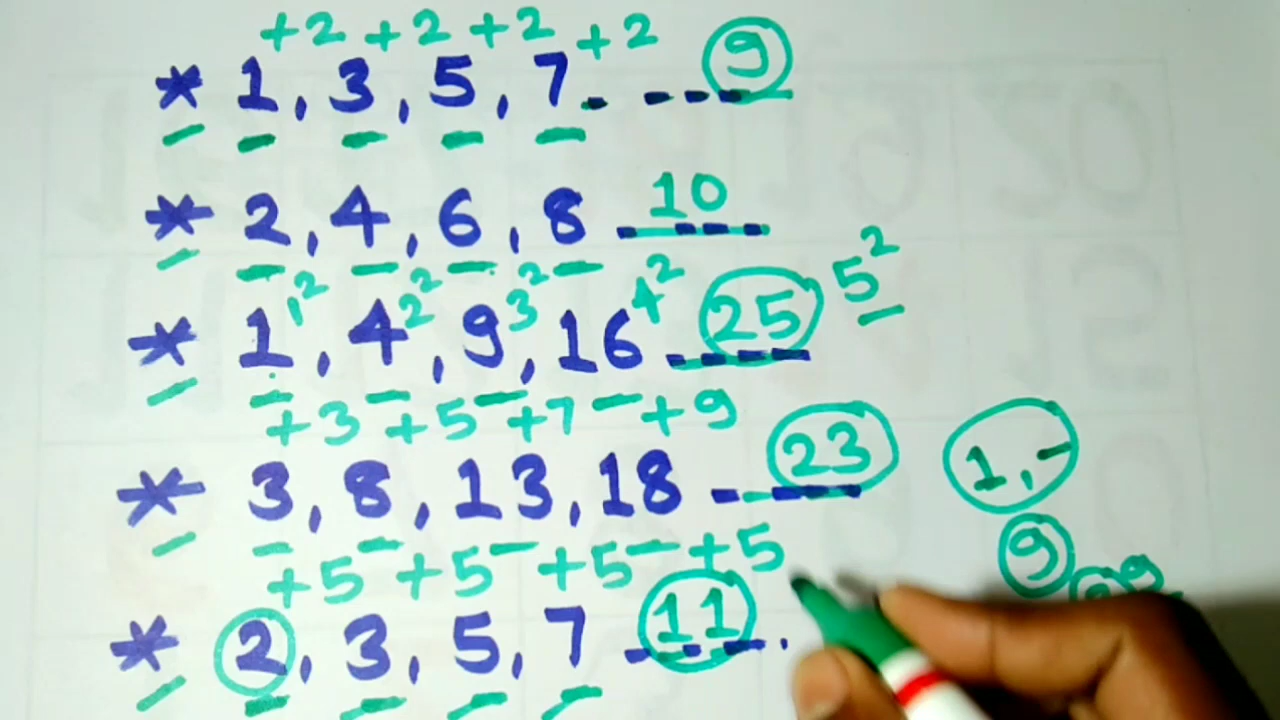 +2 +2 +2 +2
* 1, 3, 5, 7. --- 9
* 2, 4, 6, 8 ---- 10
1² 2² 3² 4² 5²
* 1, 4, 9, 16 ---- 25
+3 +5 +7 +9
* 3, 8, 13, 18 ---- 23
1, -
9
+5 +5 +5 +5
* 2, 3, 5, 7 ---- 11